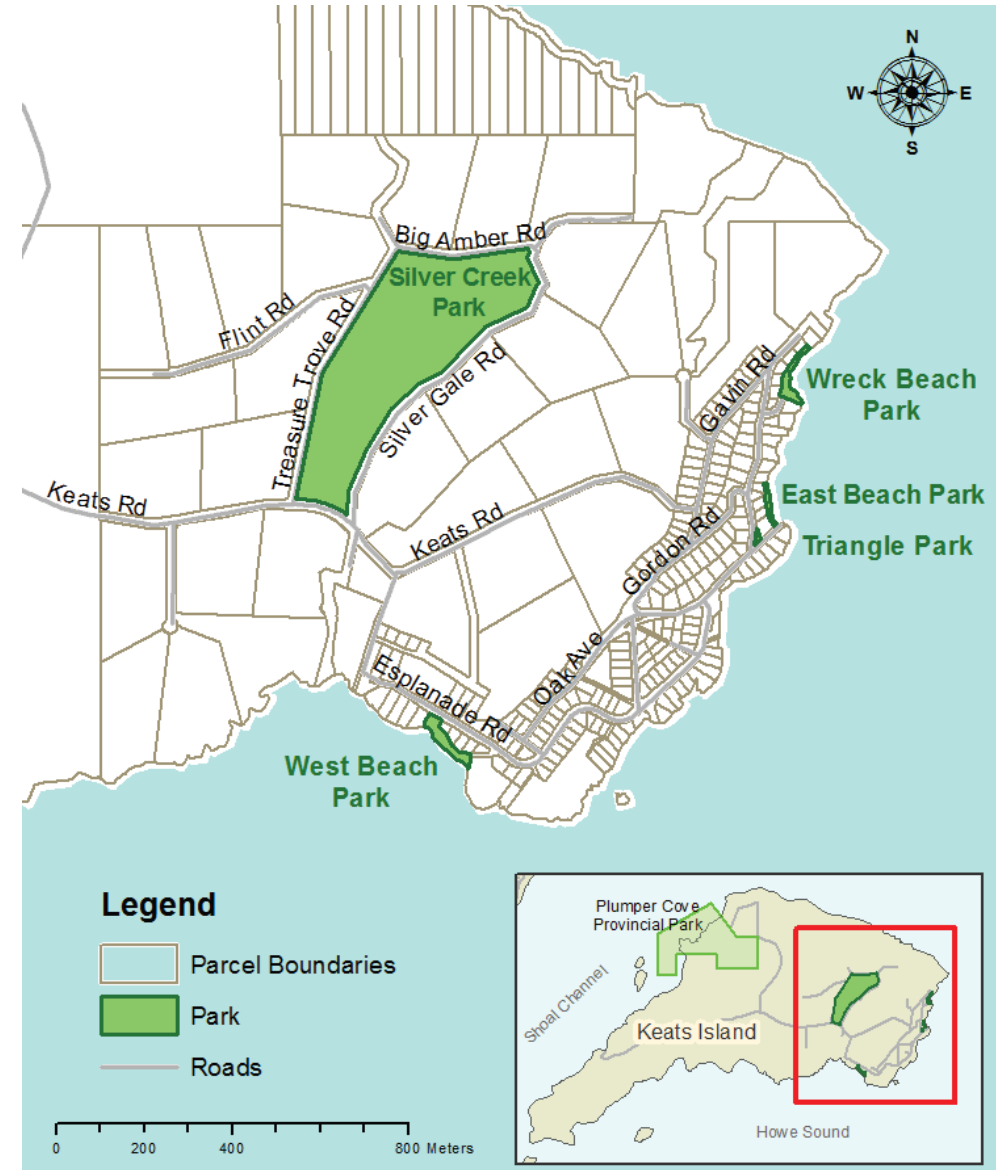 N
W
E
S
Big Amber Rd
Silver Creek
Park
Flint Rd
Treasure Trove Rd
Silver Gale Rd
Gavin Rd
Wreck Beach
Park
Keats Rd
East Beach Park
Keats Rd
Gordon Rd
Triangle Park
Oak Ave
Esplanade Rd
West Beach
Park
Legend
Parcel Boundaries
Park
Roads
0
200
400
800 Meters
Plumper Cove
Provincial Park
Shoal Channel
Keats Island
Howe Sound